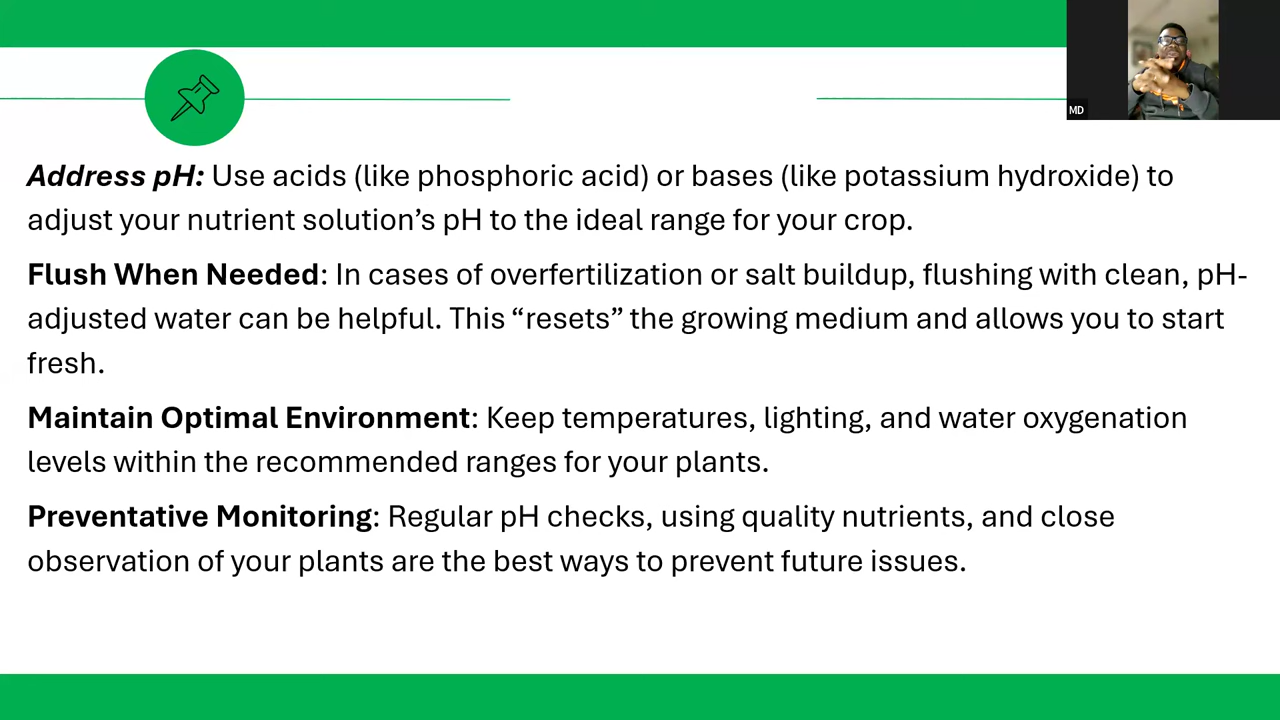 MD
Address pH: Use acids (like phosphoric acid) or bases (like potassium hydroxide) to
adjust your nutrient solution’s pH to the ideal range for your crop.
Flush When Needed: In cases of overfertilization or salt buildup, flushing with clean, pH-
adjusted water can be helpful. This “resets” the growing medium and allows you to start
fresh.
Maintain Optimal Environment: Keep temperatures, lighting, and water oxygenation
levels within the recommended ranges for your plants.
Preventative Monitoring: Regular pH checks, using quality nutrients, and close
observation of your plants are the best ways to prevent future issues.